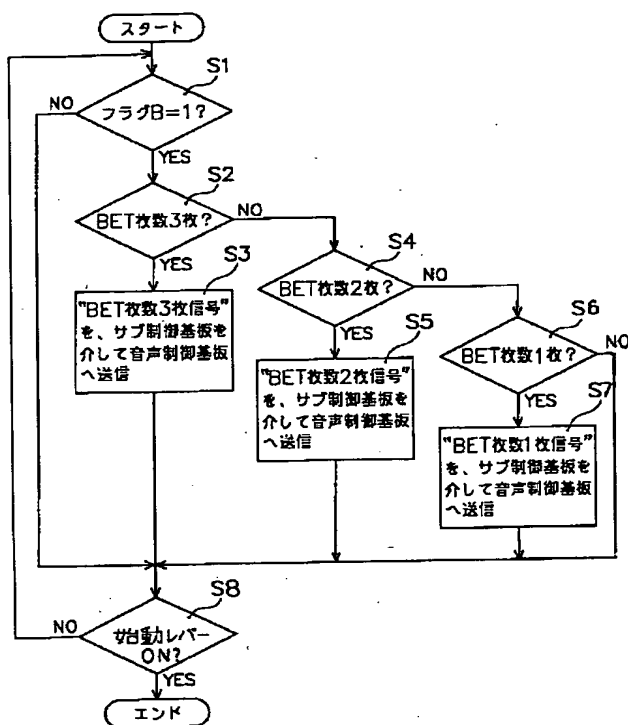 スタート
S1
フラグB=1?
NO
YES
S2
BET枚数3枚?
NO
YES
S3
"BET枚数3枚信号"
を、サブ制御基板を
介して音声制御基板
へ送信
S4
BET枚数2枚?
NO
YES
S5
"BET枚数2枚信号"
を、サブ制御基板を
介して音声制御基板
へ送信
S6
BET枚数1枚?
NO
YES
S7
"BET枚数1枚信号"
を、サブ制御基板を
介して音声制御基板
へ送信
S8
始動レバー
ON?
NO
YES
エンド